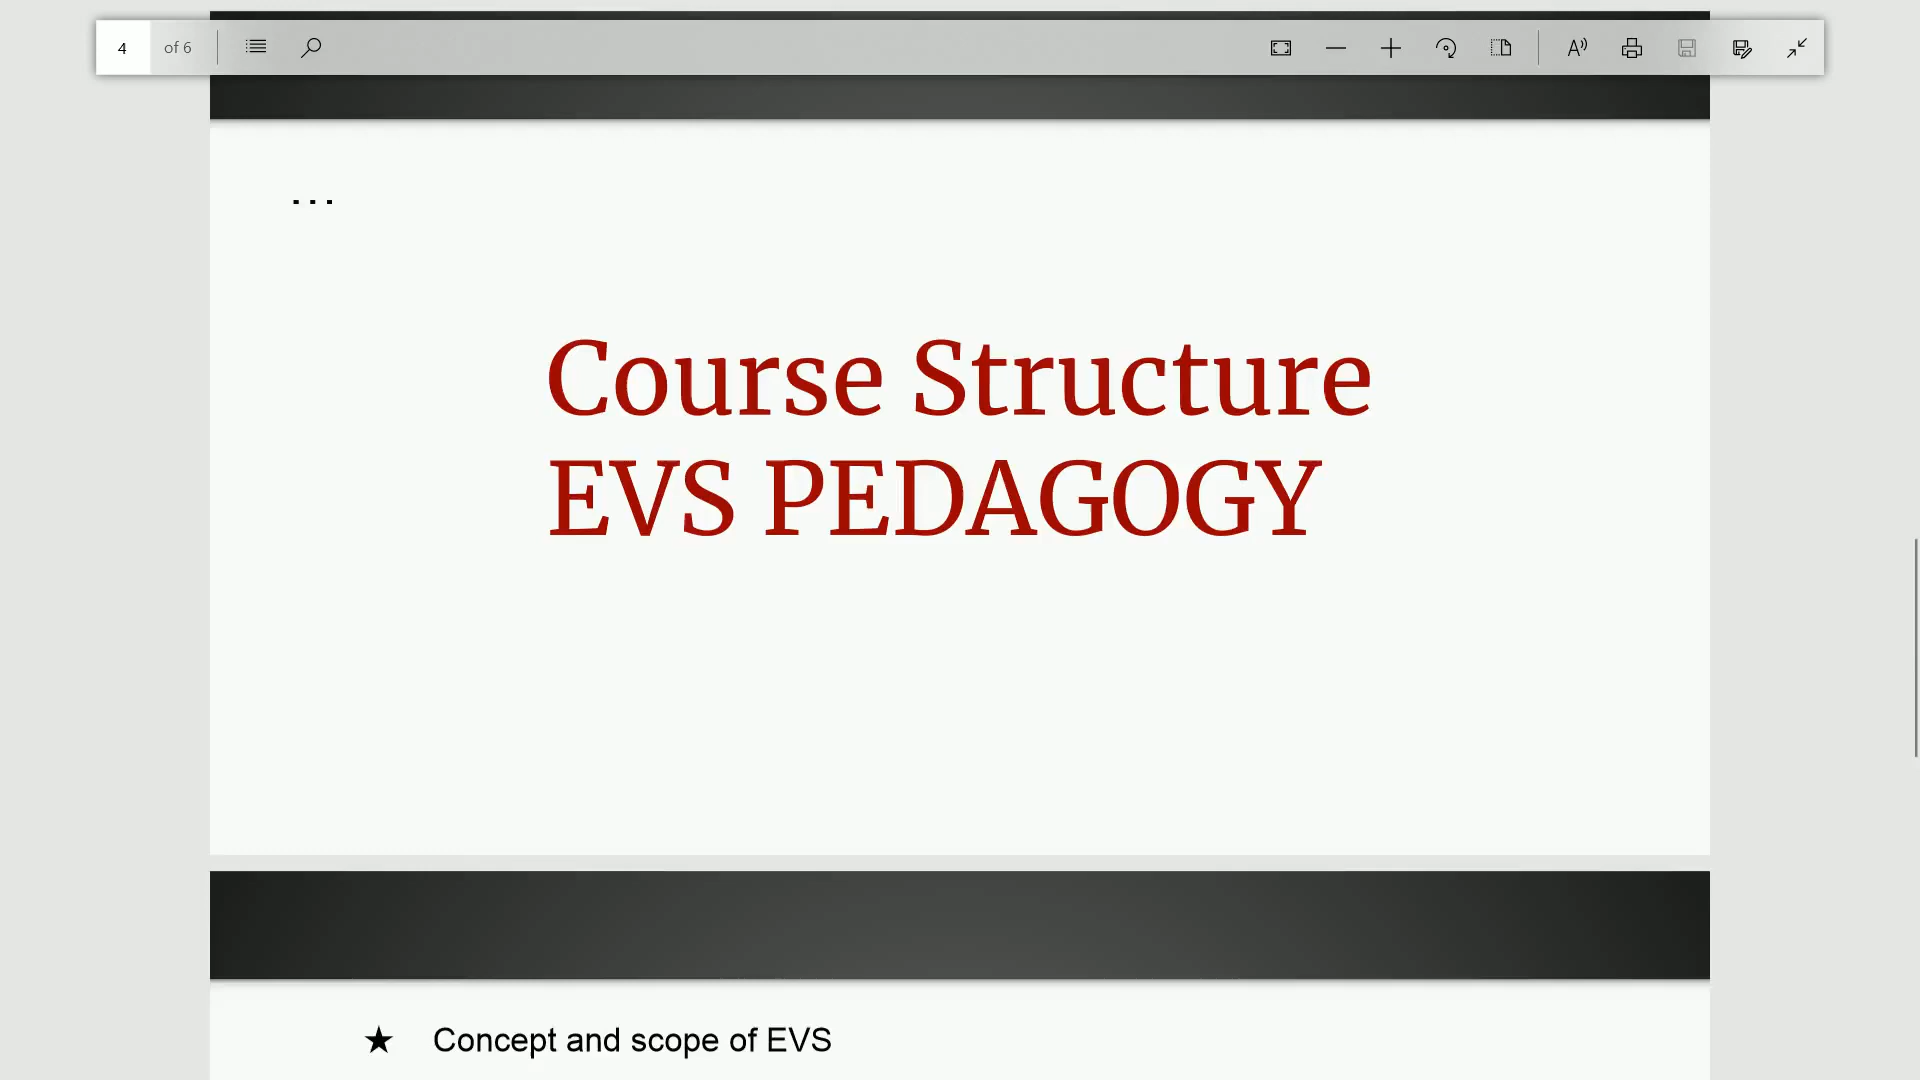 4 of 6
...
Course Structure
EVS PEDAGOGY
★ Concept and scope of EVS